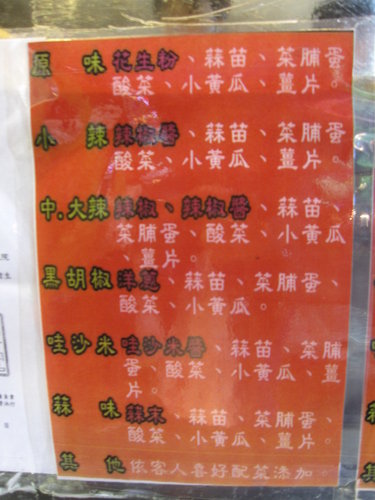 原 味 花生粉、蒜苗、菜脯蛋
酸菜、小黃瓜、薑片。
小 辣 辣椒醬、蒜苗、菜脯蛋
酸菜、小黃瓜、薑片。
中.大辣 辣椒、辣椒醬、蒜苗、
菜脯蛋、酸菜、小黃瓜
、薑片。
黑胡椒 洋蔥、蒜苗、菜脯蛋、
酸菜、小黃瓜。
哇沙米 哇沙米醬、蒜苗、菜脯
蛋、酸菜、小黃瓜、薑
片。
蒜 味 蒜末、蒜苗、菜脯蛋、
酸菜、小黃瓜、薑片。
其 他 依客人喜好配菜添加